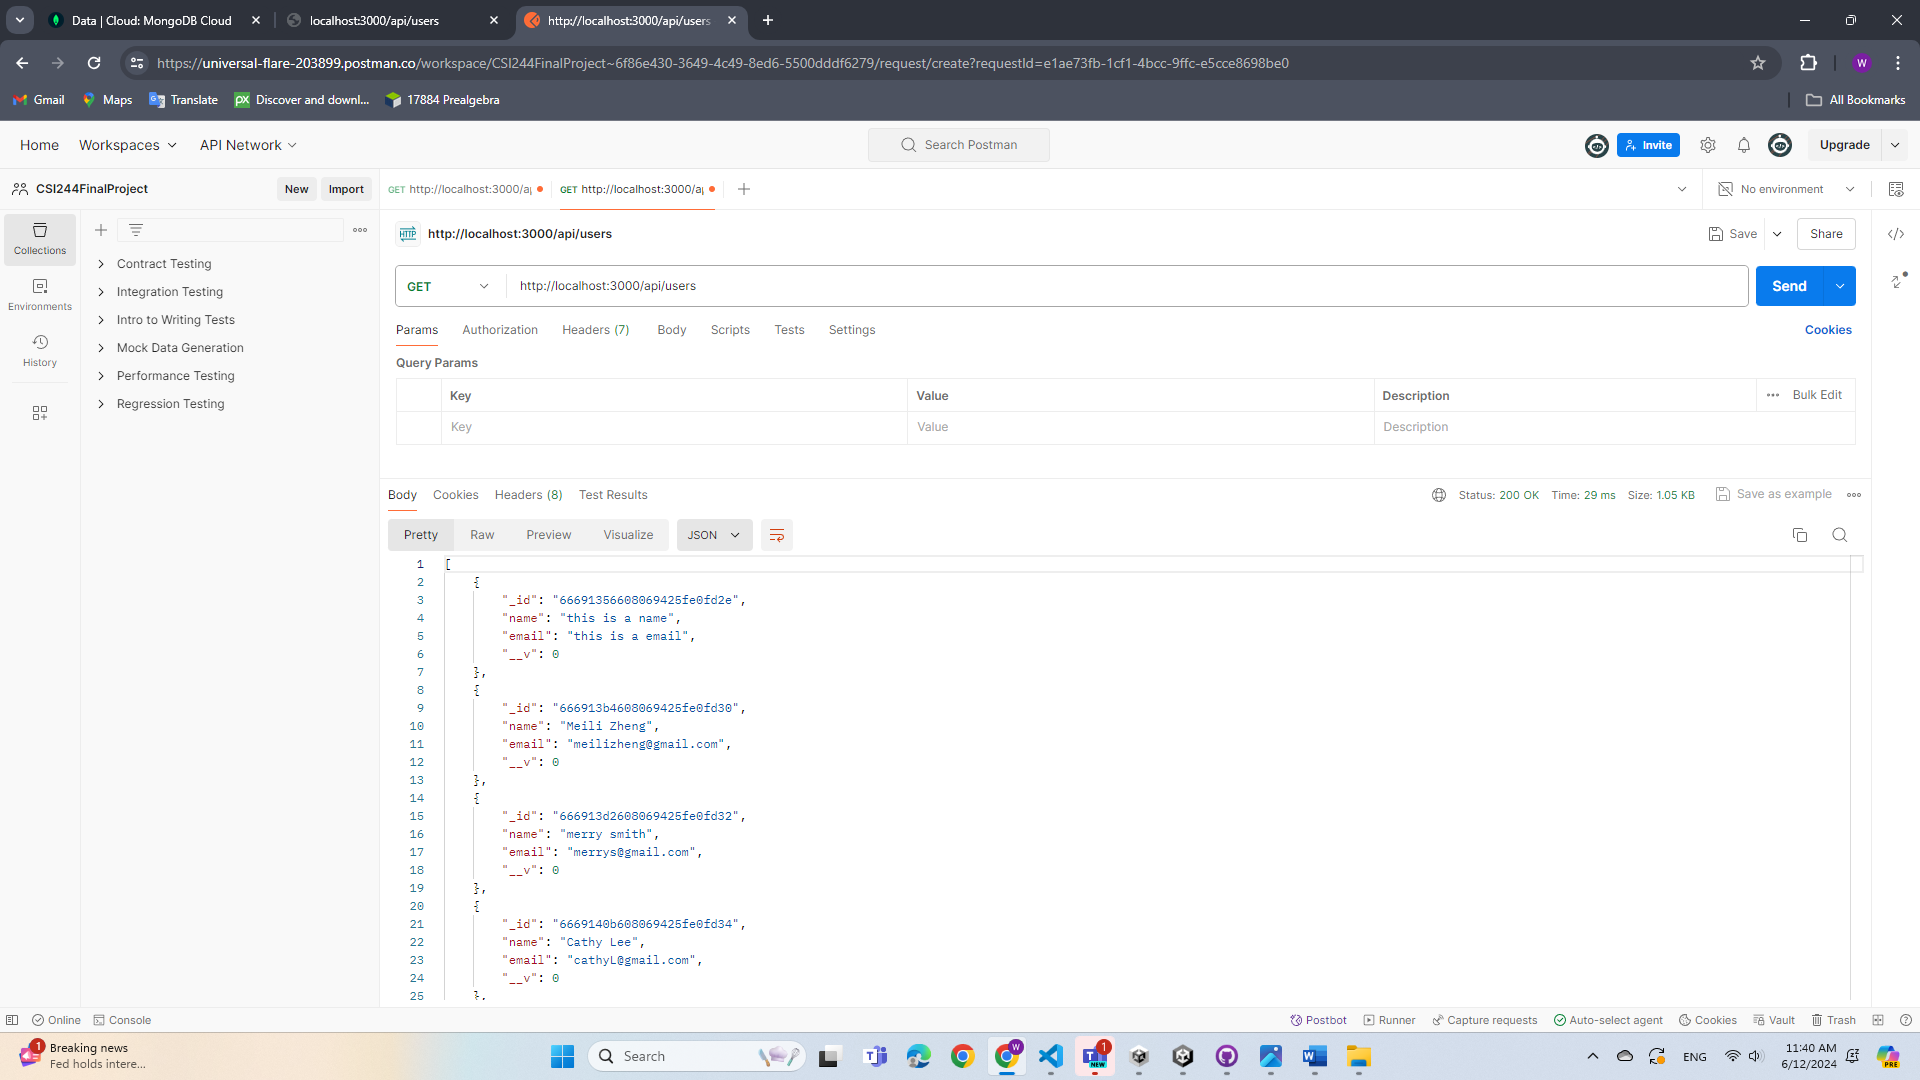 Data | Cloud: MongoDB Cloud
localhost:3000/api/users
http://localhost:3000/api/users
https://universal-flare-203899.postman.co/workspace/CSI244FinalProject~6f86e430-3649-4c49-8ed6-5500dddf6279/request/create?requestId=e1ae73fb-1cf1-4bcc-9ffc-e5cce8698be0
W
Gmail
Maps
Translate
Discover and downl...
17884 Prealgebra
All Bookmarks
Home
Workspaces
API Network
Search Postman
Invite
Upgrade
CSI244FinalProject
New
Import
GET http://localhost:3000/a
GET http://localhost:3000/a
No environment
Collections
Environments
History
Contract Testing
Integration Testing
Intro to Writing Tests
Mock Data Generation
Performance Testing
Regression Testing
HTTP http://localhost:3000/api/users
Save
Share
GET
http://localhost:3000/api/users
Send
Params
Authorization
Headers (7)
Body
Scripts
Tests
Settings
Cookies
Query Params
Key
Value
Description
Bulk Edit
Key
Value
Description
Body
Cookies
Headers (8)
Test Results
Status: 200 OK
Time: 29 ms
Size: 1.05 KB
Save as example
Pretty
Raw
Preview
Visualize
JSON
1 [
2 {
3 "_id": "66691356608069425fe0fd2e",
4 "name": "this is a name",
5 "email": "this is a email",
6 "__v": 0
7 },
8 {
9 "_id": "666913b4608069425fe0fd30",
10 "name": "Meili Zheng",
11 "email": "meilizheng@gmail.com",
12 "__v": 0
13 },
14 {
15 "_id": "666913d2608069425fe0fd32",
16 "name": "merry smith",
17 "email": "merrys@gmail.com",
18 "__v": 0
19 },
20 {
21 "_id": "6669140b608069425fe0fd34",
22 "name": "Cathy Lee",
23 "email": "cathyL@gmail.com",
24 "__v": 0
25 },
Online
Console
Postbot
Runner
Capture requests
Auto-select agent
Cookies
Vault
Trash
1
Breaking news
Fed holds intere...
Search
W
1
NEW
ENG
11:40 AM
6/12/2024
PRE